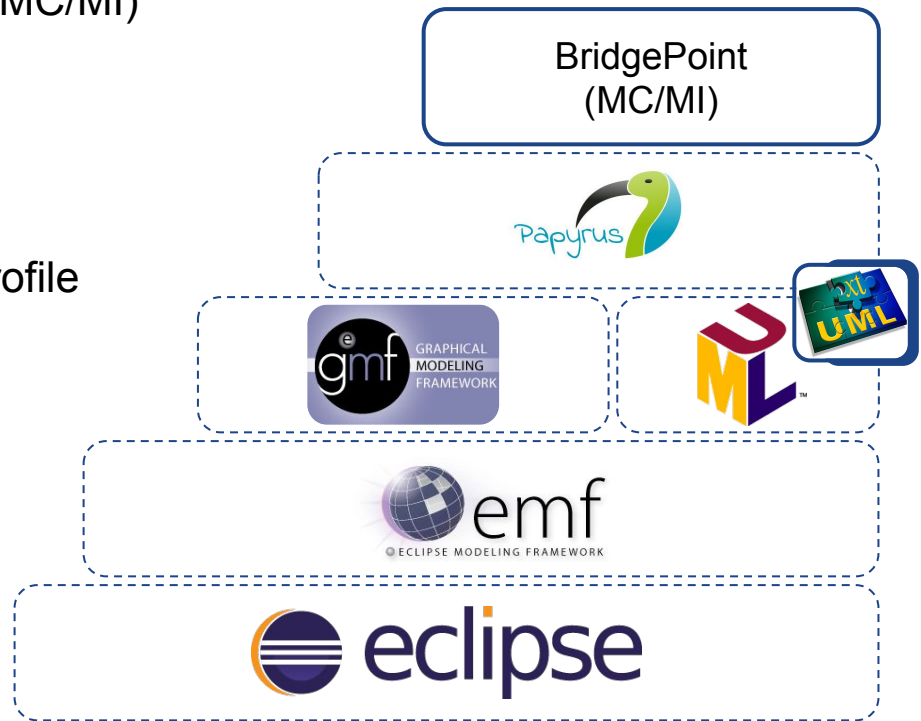 MC/MI)
BridgePoint
(MC/MI)
Papyrus
ofile
e
gmf
GRAPHICAL
MODELING
FRAMEWORK
UML
™
xt
UML
emf
ECLIPSE MODELING FRAMEWORK
eclipse